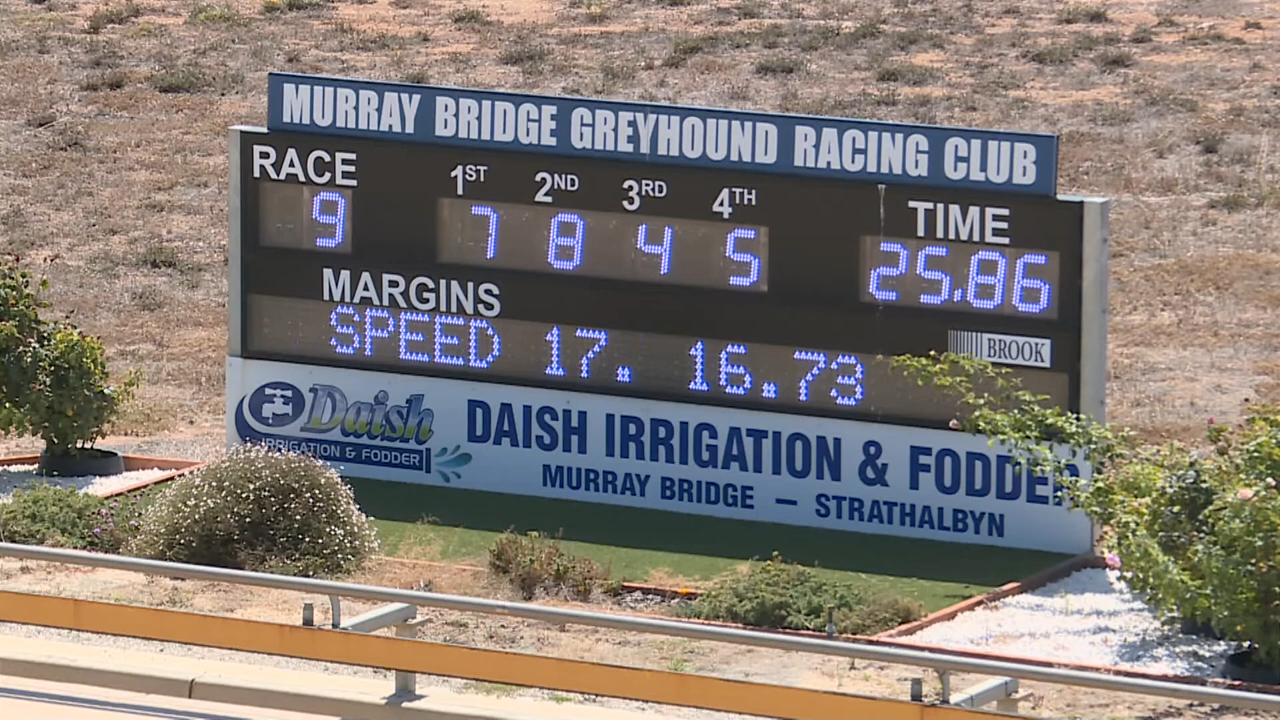 MURRAY BRIDGE GREYHOUND RACING CLUB
RACE 1ST 2ND 3RD 4TH TIME
9 7 8 4 5 25.86
MARGINS
SPEED 17. 16.73
BROOK
Daish
IRRIGATION & FODDER
DAISH IRRIGATION & FODDER
MURRAY BRIDGE – STRATHALBYN